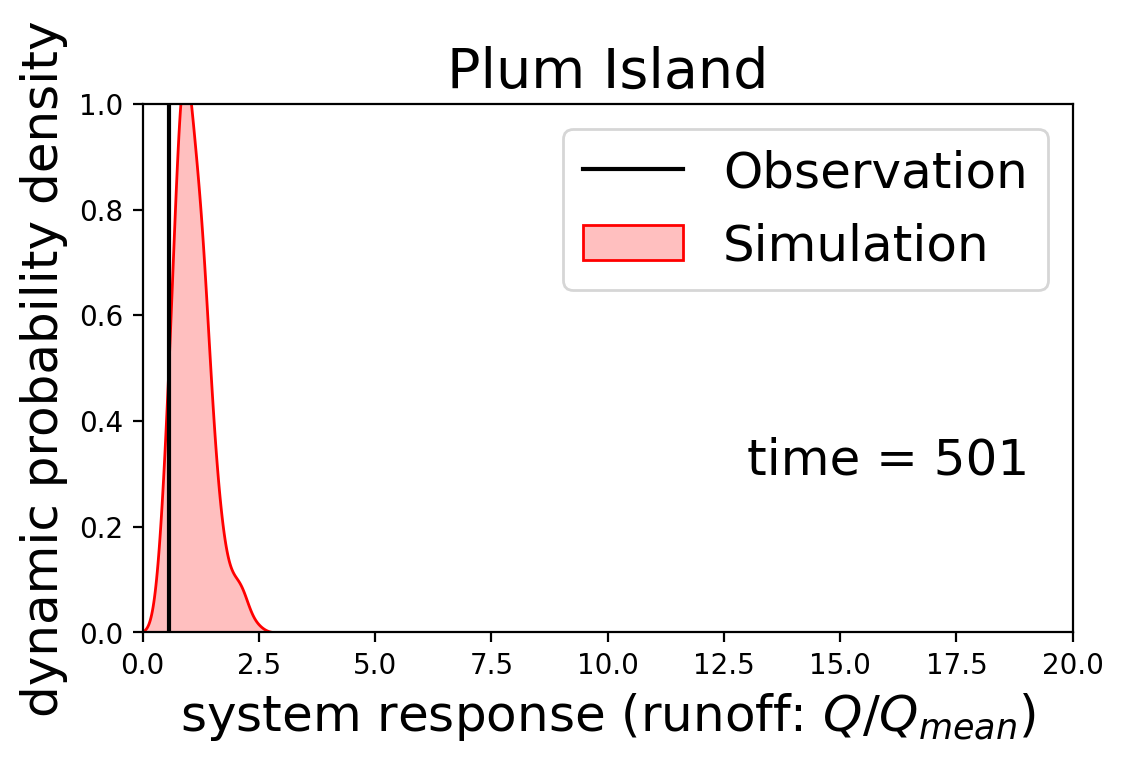 Plum Island
dynamic probability density
1.0
0.8
0.6
0.4
0.2
0.0
Observation
Simulation
time = 501
0.0 2.5 5.0 7.5 10.0 12.5 15.0 17.5 20.0
system response (runoff: Q/Qmean)